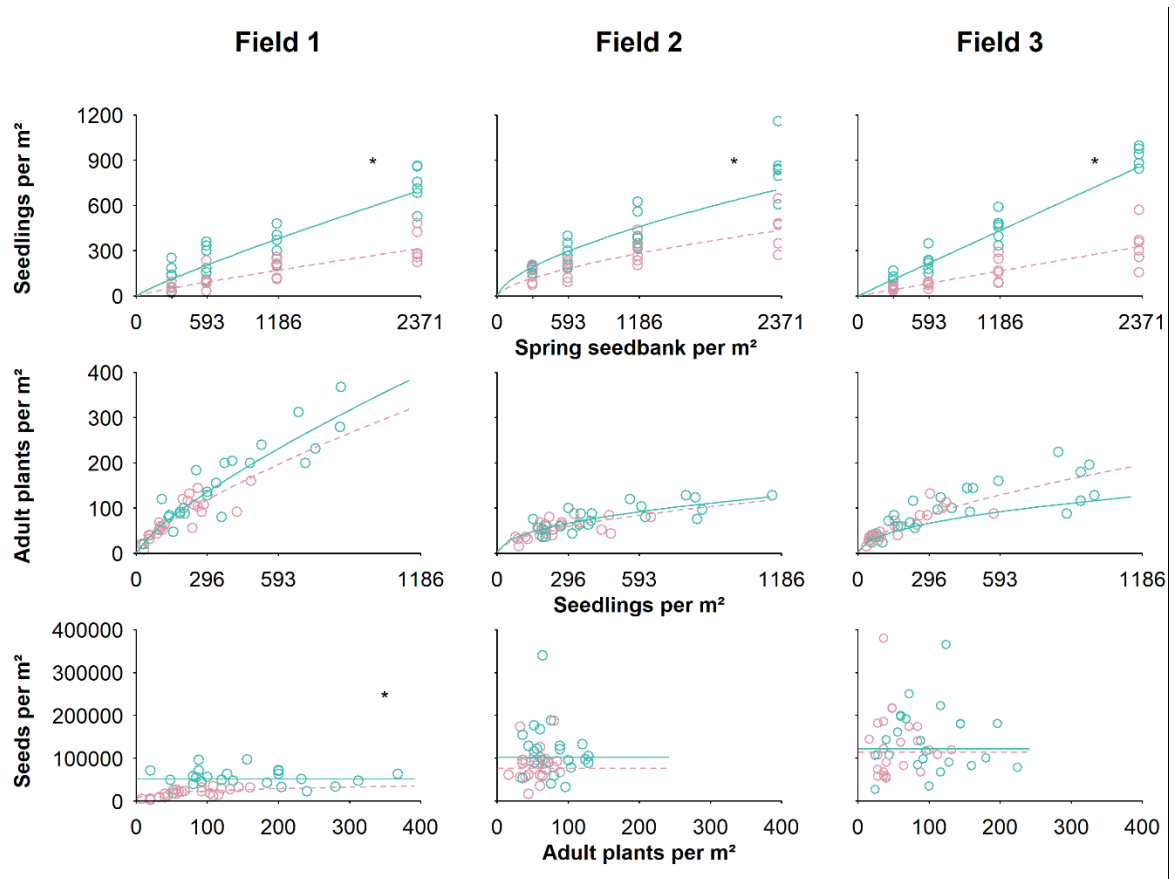 Field 1 Field 2 Field 3
Seedlings per m²
1200
900
600
300
0
* * *
0 593 1186 2371 0 593 1186 2371 0 593 1186 2371
Spring seedbank per m²
Adult plants per m²
400
300
200
100
0
0 296 593 1186 0 296 593 1186 0 296 593 1186
Seedlings per m²
Seeds per m²
400000
300000
200000
100000
0
*
0 100 200 300 400 0 100 200 300 400 0 100 200 300 400
Adult plants per m²